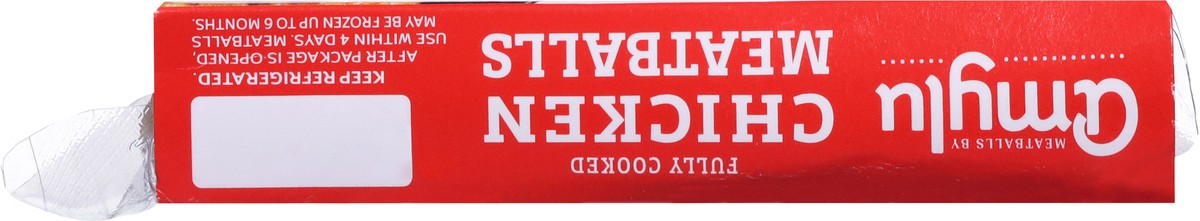 MEATBALLS BY
amylu
FULLY COOKED
CHICKEN
MEATBALLS
KEEP REFRIGERATED.
AFTER PACKAGE IS OPENED,
USE WITHIN 4 DAYS. MEATBALLS
MAY BE FROZEN UP TO 6 MONTHS.